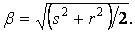 β = √((s² + r²)/2.